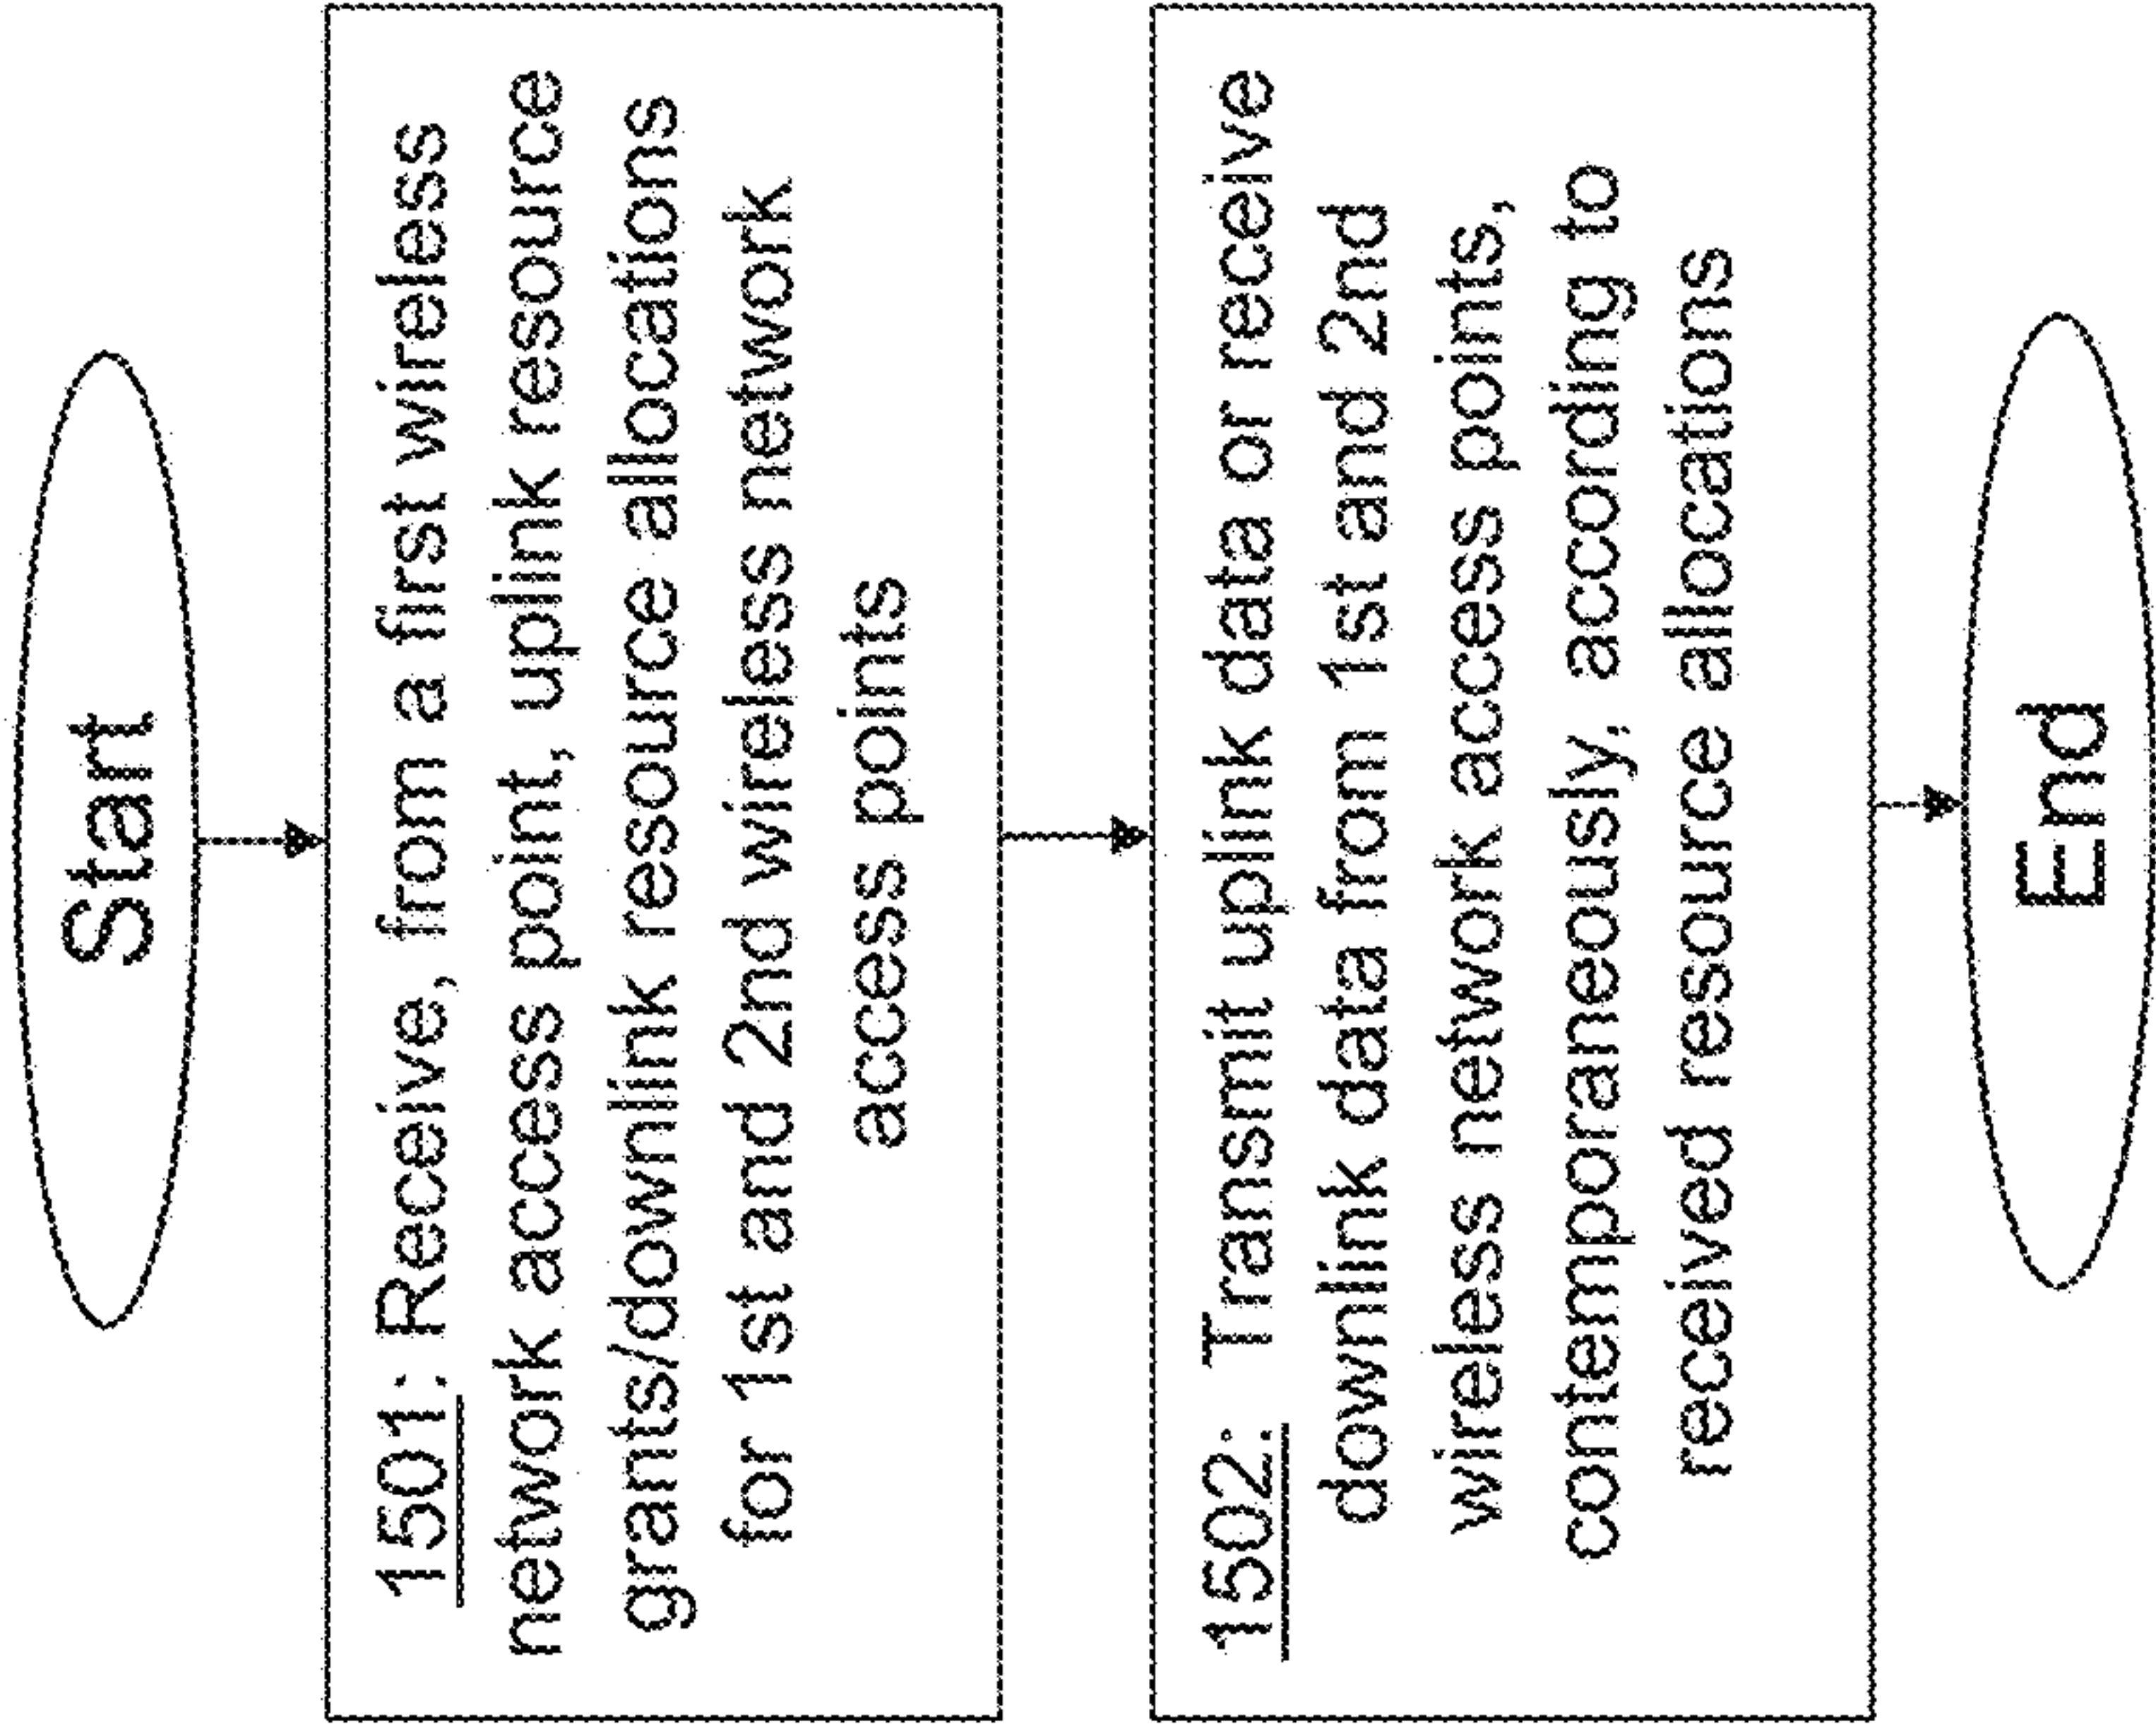 Start
1501: Receive, from a first wireless
network access point, uplink resource
grants/downlink resource allocations
for 1st and 2nd wireless network
access points
1502: Transmit uplink data or receive
downlink data from 1st and 2nd
wireless network access points,
contemporaneously, according to
received resource allocations
End